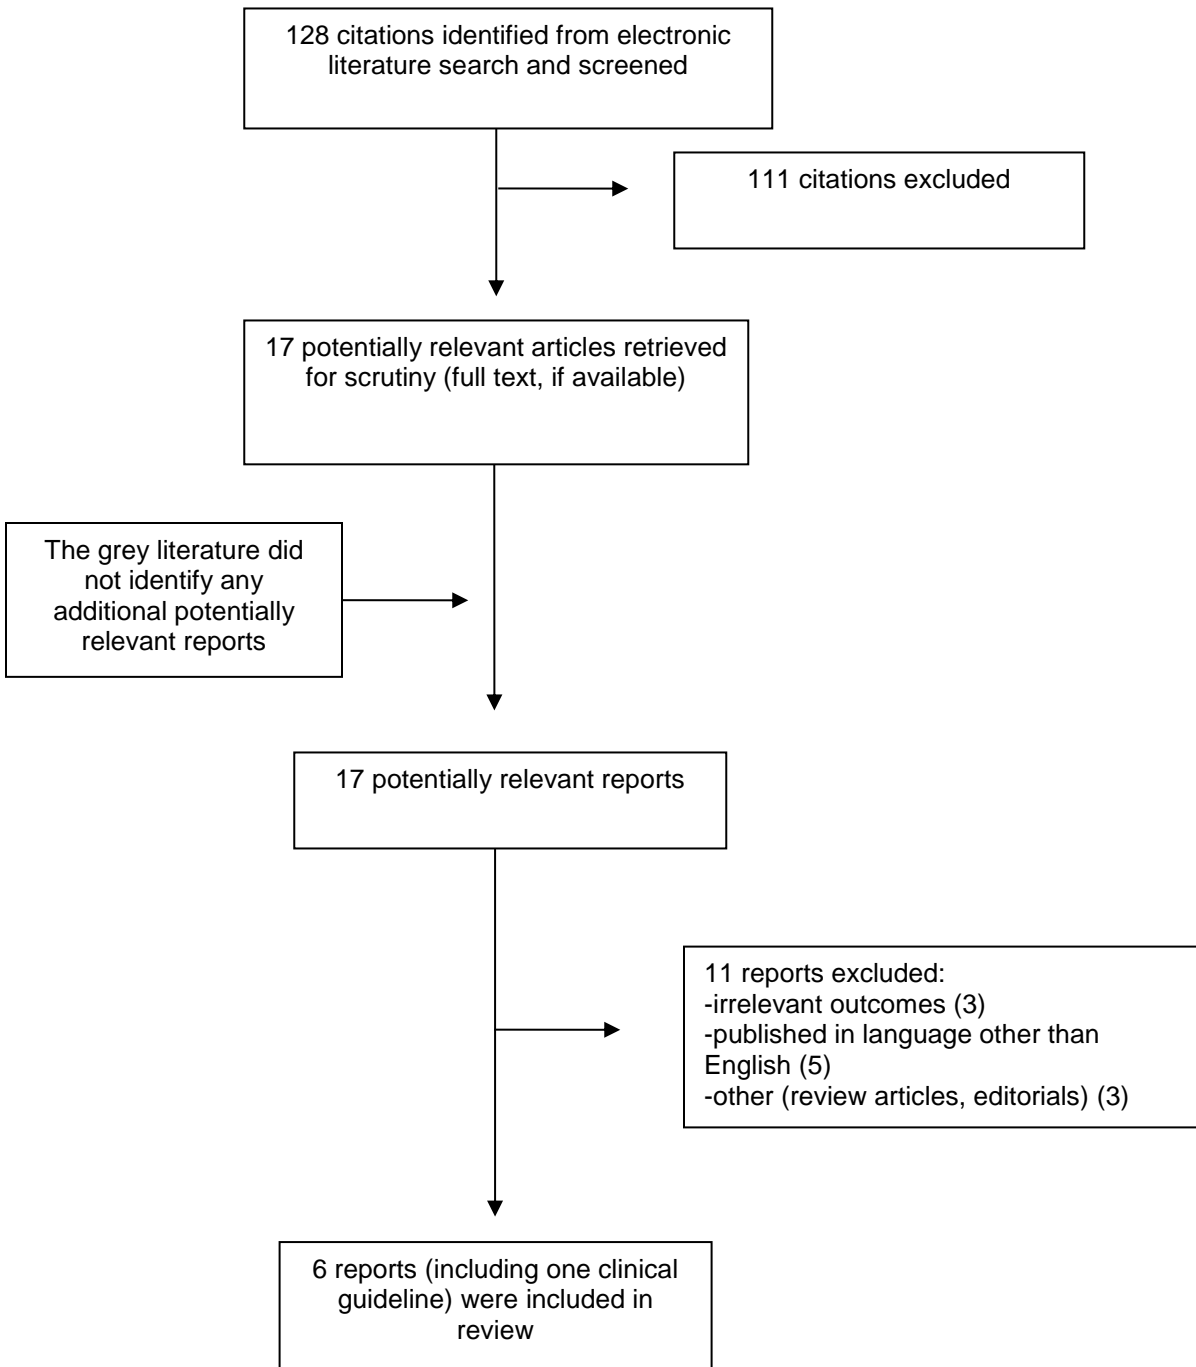 128 citations identified from electronic
literature search and screened
111 citations excluded
17 potentially relevant articles retrieved
for scrutiny (full text, if available)
The grey literature did
not identify any
additional potentially
relevant reports
17 potentially relevant reports
11 reports excluded:
-irrelevant outcomes (3)
-published in language other than
English (5)
-other (review articles, editorials) (3)
6 reports (including one clinical
guideline) were included in
review